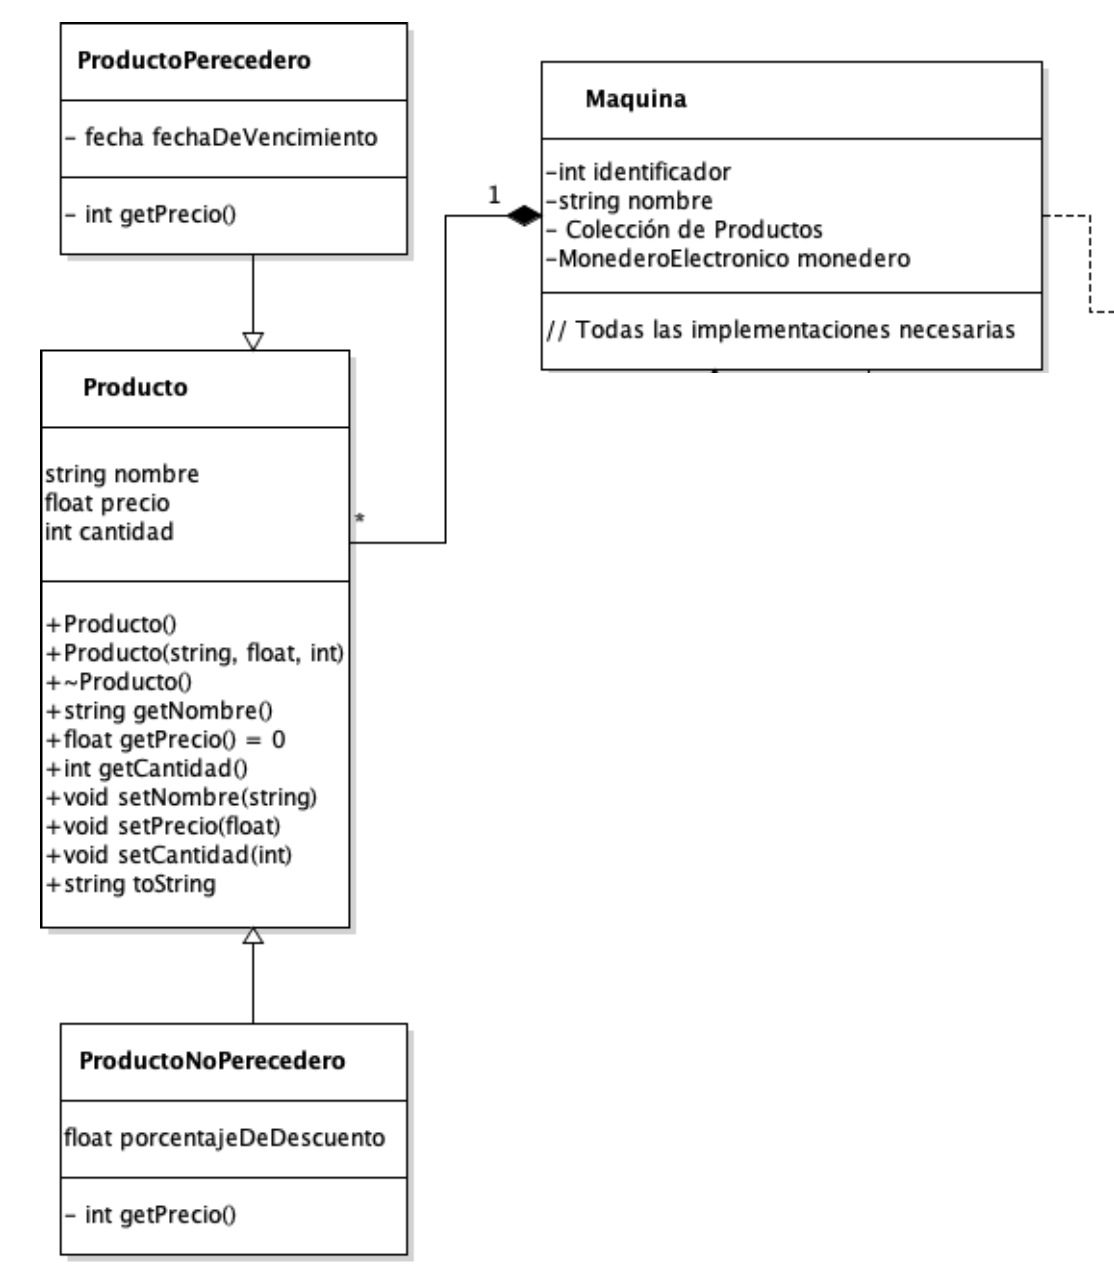 ProductoPerecedero
- fecha fechaDeVencimiento
- int getPrecio()
Maquina
-int identificador
-string nombre
- Colección de Productos
-MonederoElectronico monedero
// Todas las implementaciones necesarias
1
*
Producto
string nombre
float precio
int cantidad
+Producto()
+Producto(string, float, int)
+~Producto()
+string getNombre()
+float getPrecio() = 0
+int getCantidad()
+void setNombre(string)
+void setPrecio(float)
+void setCantidad(int)
+string toString
ProductoNoPerecedero
float porcentajeDeDescuento
- int getPrecio()